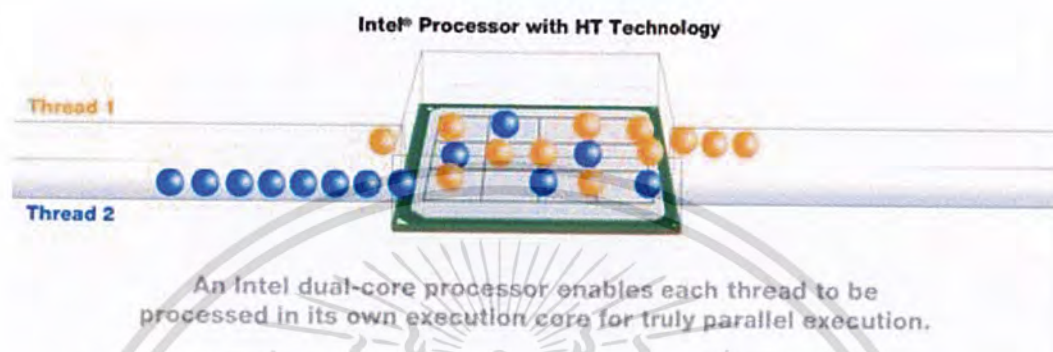 Intel® Processor with HT Technology
Thread 1
Thread 2
An Intel dual-core processor enables each thread to be
processed in its own execution core for truly parallel execution.